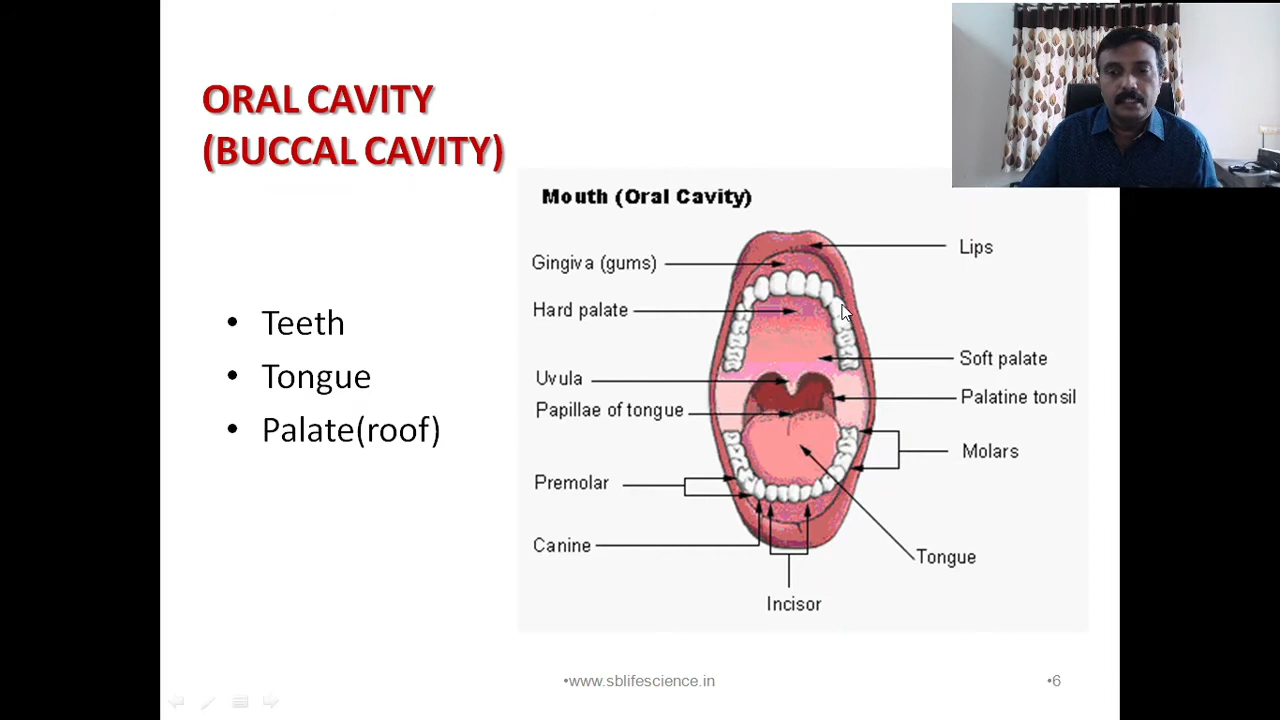 ORAL CAVITY
(BUCCAL CAVITY)
• Teeth
• Tongue
• Palate(roof)
Mouth (Oral Cavity)
Lips
Gingiva (gums)
Hard palate
Soft palate
Uvula
Palatine tonsil
Papillae of tongue
Molars
Premolar
Canine
Tongue
Incisor
•www.sblifescience.in
•6